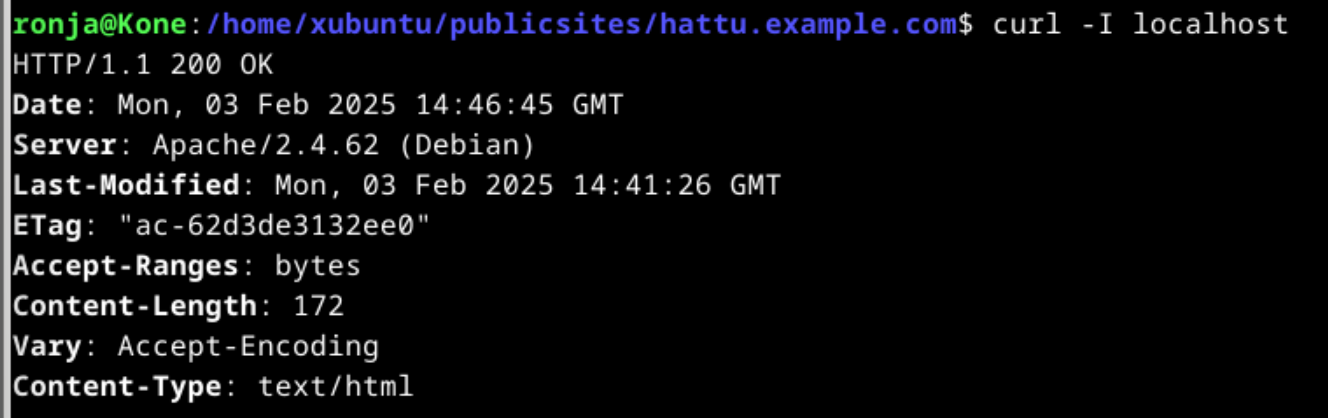 ronja@Kone:/home/xubuntu/publicsites/hattu.example.com$ curl -I localhost
HTTP/1.1 200 OK
Date: Mon, 03 Feb 2025 14:46:45 GMT
Server: Apache/2.4.62 (Debian)
Last-Modified: Mon, 03 Feb 2025 14:41:26 GMT
ETag: "ac-62d3de3132ee0"
Accept-Ranges: bytes
Content-Length: 172
Vary: Accept-Encoding
Content-Type: text/html